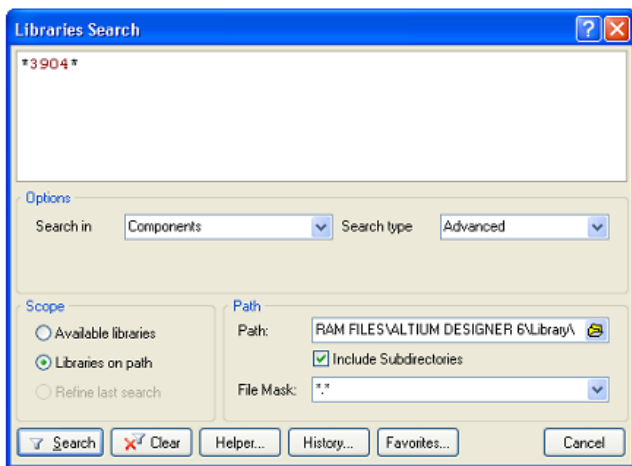 Libraries Search
*3904*
Options
Search in Components Search type Advanced
Scope
Path
Available libraries
Path: RAM FILES\ALTIUM DESIGNER 6\Library\
Libraries on path
Include Subdirectories
Refine last search
File Mask: *.*
Search Clear Helper... History... Favorites... Cancel